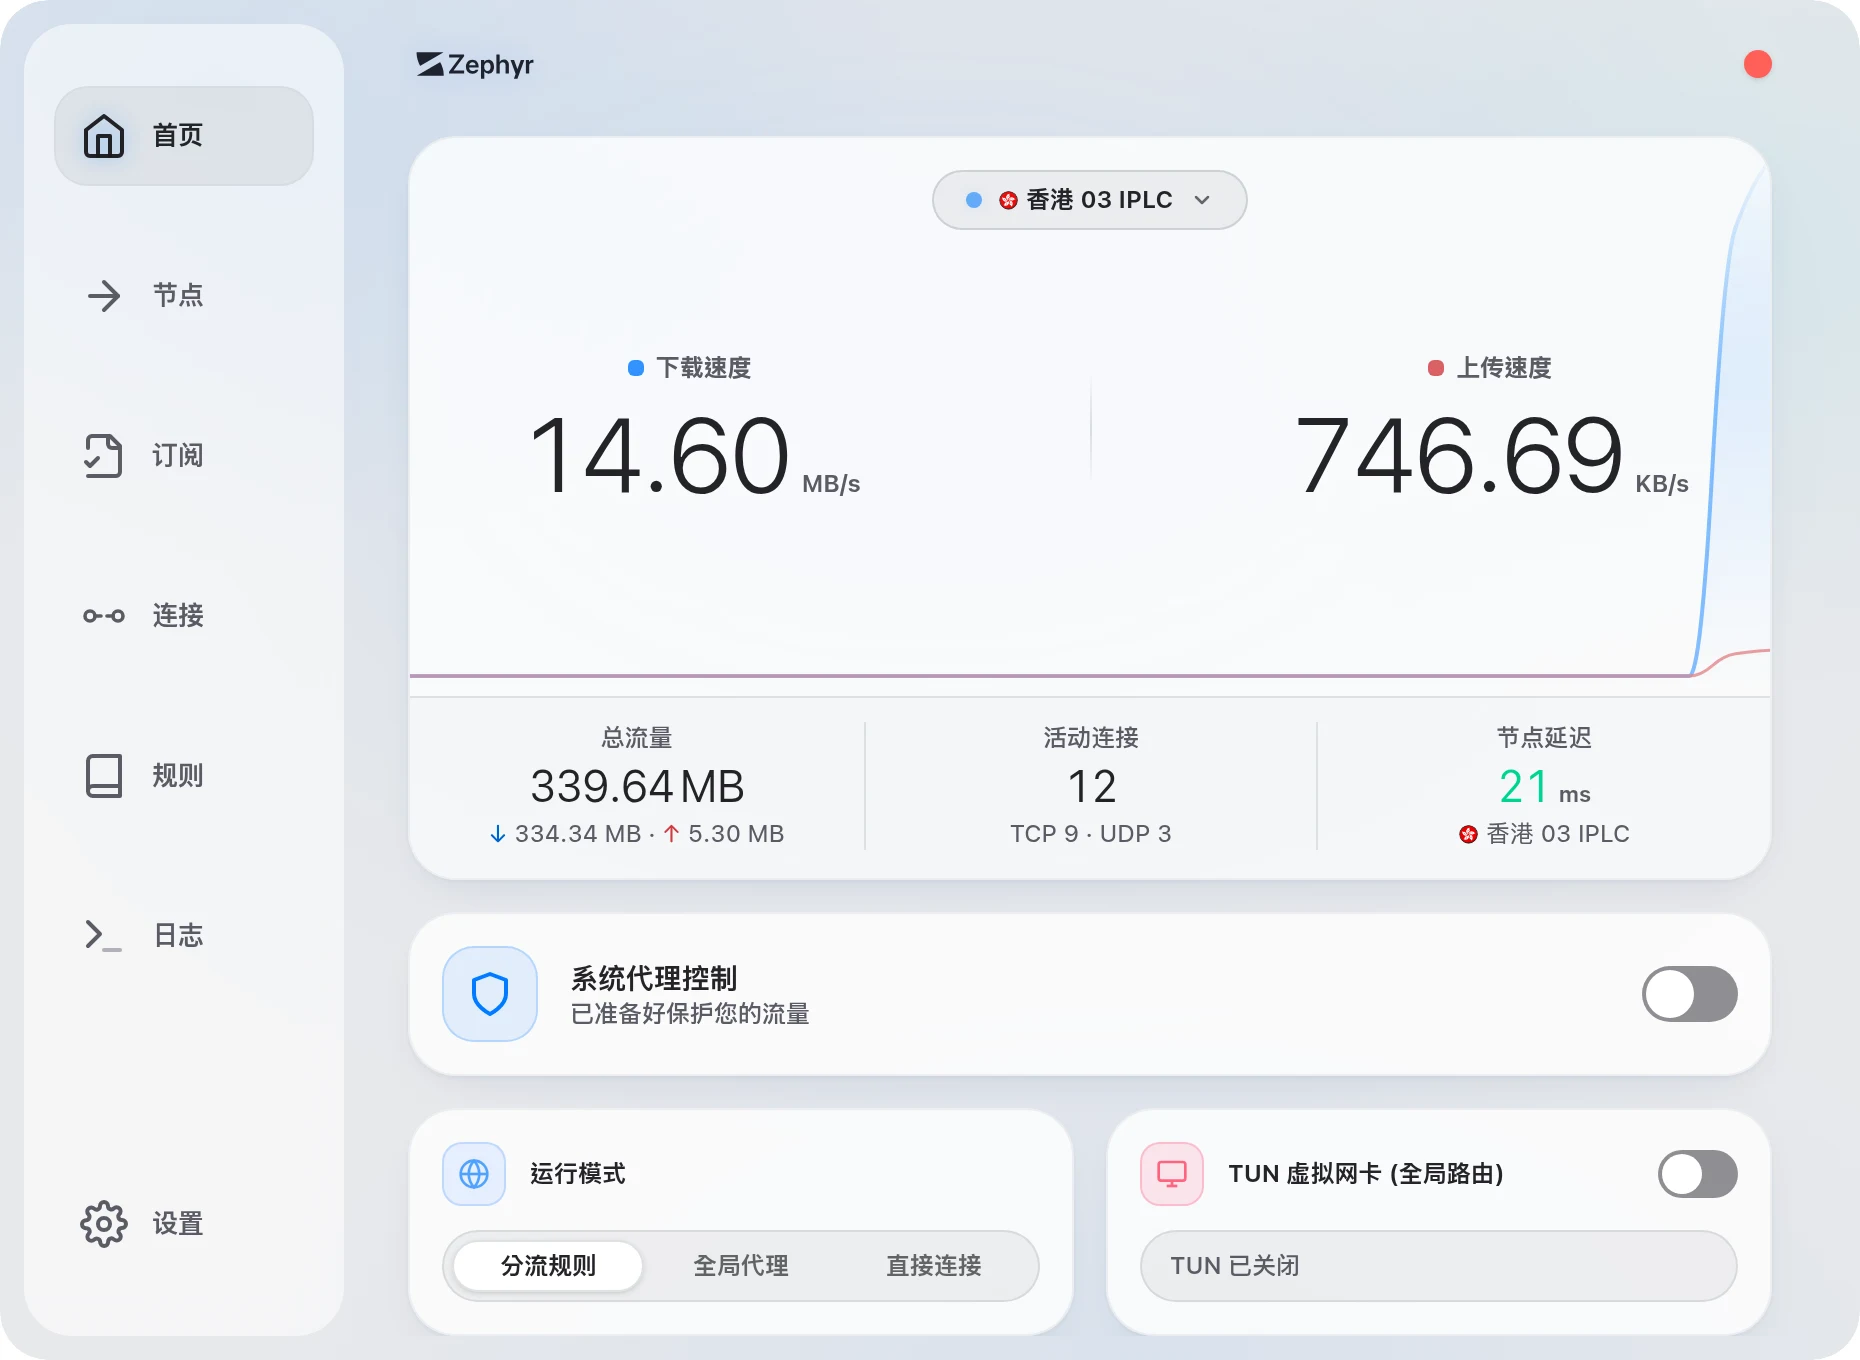 Zephyr
首页
节点
订阅
连接
规则
日志
设置
香港 03 IPLC
下载速度
14.60 MB/s
上传速度
746.69 KB/s
总流量
339.64 MB
↓ 334.34 MB · ↑ 5.30 MB
活动连接
12
TCP 9 · UDP 3
节点延迟
21 ms
香港 03 IPLC
系统代理控制
已准备好保护您的流量
运行模式
分流规则 全局代理 直接连接
TUN 虚拟网卡 (全局路由)
TUN 已关闭